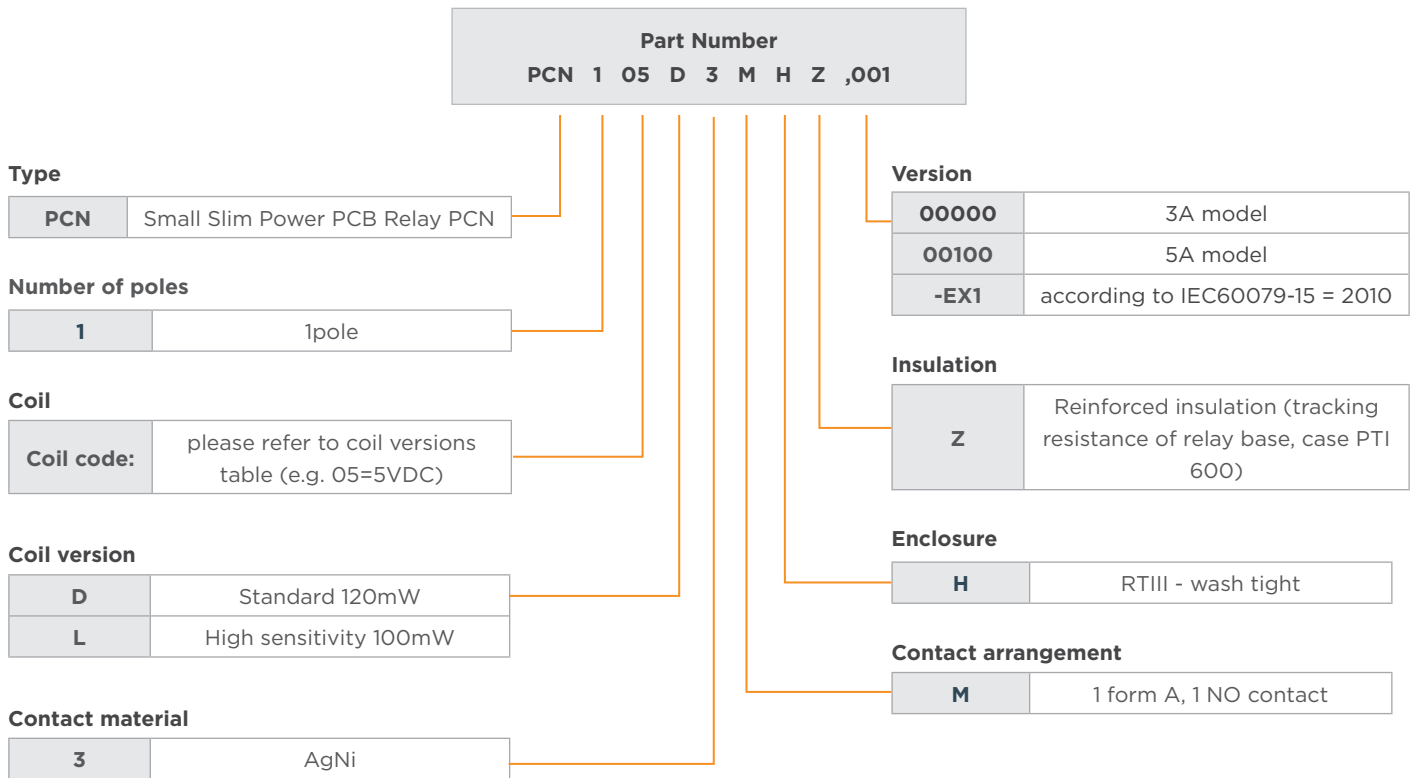 Part Number
PCN 1 05 D 3 M H Z ,001
Type
PCN Small Slim Power PCB Relay PCN
Number of poles
1 1pole
Coil
Coil code: please refer to coil versions
table (e.g. 05=5VDC)
Coil version
D Standard 120mW
L High sensitivity 100mW
Contact material
3 AgNi
Version
00000 3A model
00100 5A model
-EX1 according to IEC60079-15 = 2010
Insulation
Z Reinforced insulation (tracking
resistance of relay base, case PTI
600)
Enclosure
H RTIII - wash tight
Contact arrangement
M 1 form A, 1 NO contact